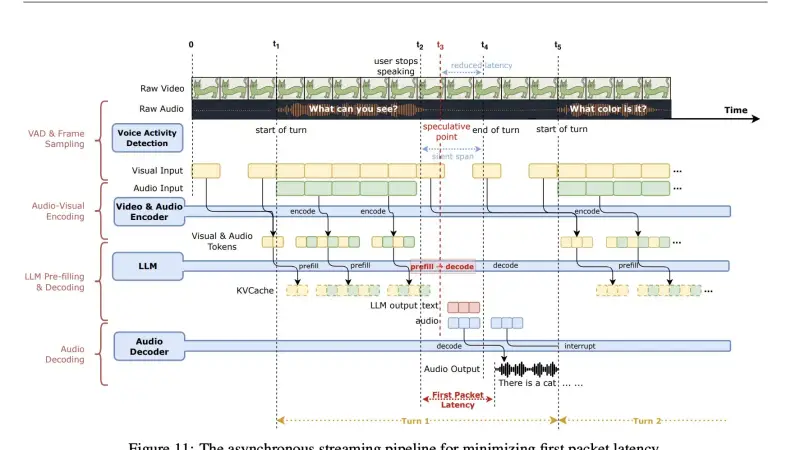 0 t₁ t₂ t₃ t₄ t₅
user stops
speaking
reduced latency
Raw Video
Raw Audio
What can you see?
What color is it?
Time
VAD & Frame
Sampling
Voice Activity
Detection
start of turn
speculative
point
end of turn
start of turn
silent span
Visual Input
...
Audio Input
...
Audio-Visual
Encoding
Video & Audio
Encoder
encode
encode
encode
Visual & Audio
Tokens
...
LLM Pre-filling
& Decoding
LLM
prefill
prefill
prefill → decode
decode
prefill
KVCache
...
LLM output text
audio
Audio
Decoding
Audio
Decoder
decode
interrupt
Audio Output
There is a cat ... ...
First Packet
Latency
Turn 1
Turn 2
Figure 11: The asynchronous streaming pipeline for minimizing first packet latency